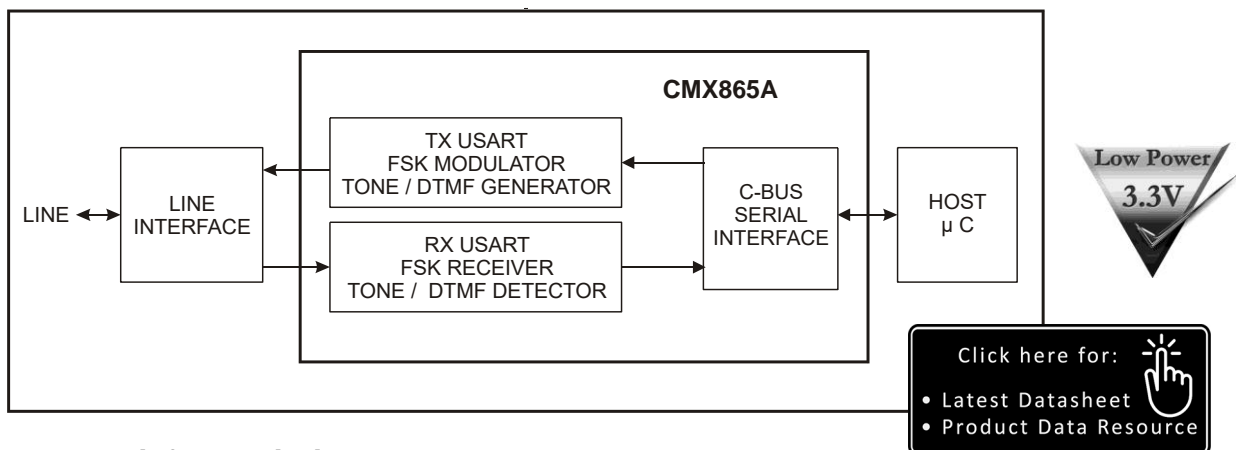 CMX865A
TX USART
FSK MODULATOR
TONE / DTMF GENERATOR
LINE
LINE
INTERFACE
RX USART
FSK RECEIVER
TONE / DTMF DETECTOR
C-BUS
SERIAL
INTERFACE
HOST
µ C
Low Power
3.3V
Click here for:
• Latest Datasheet
• Product Data Resource